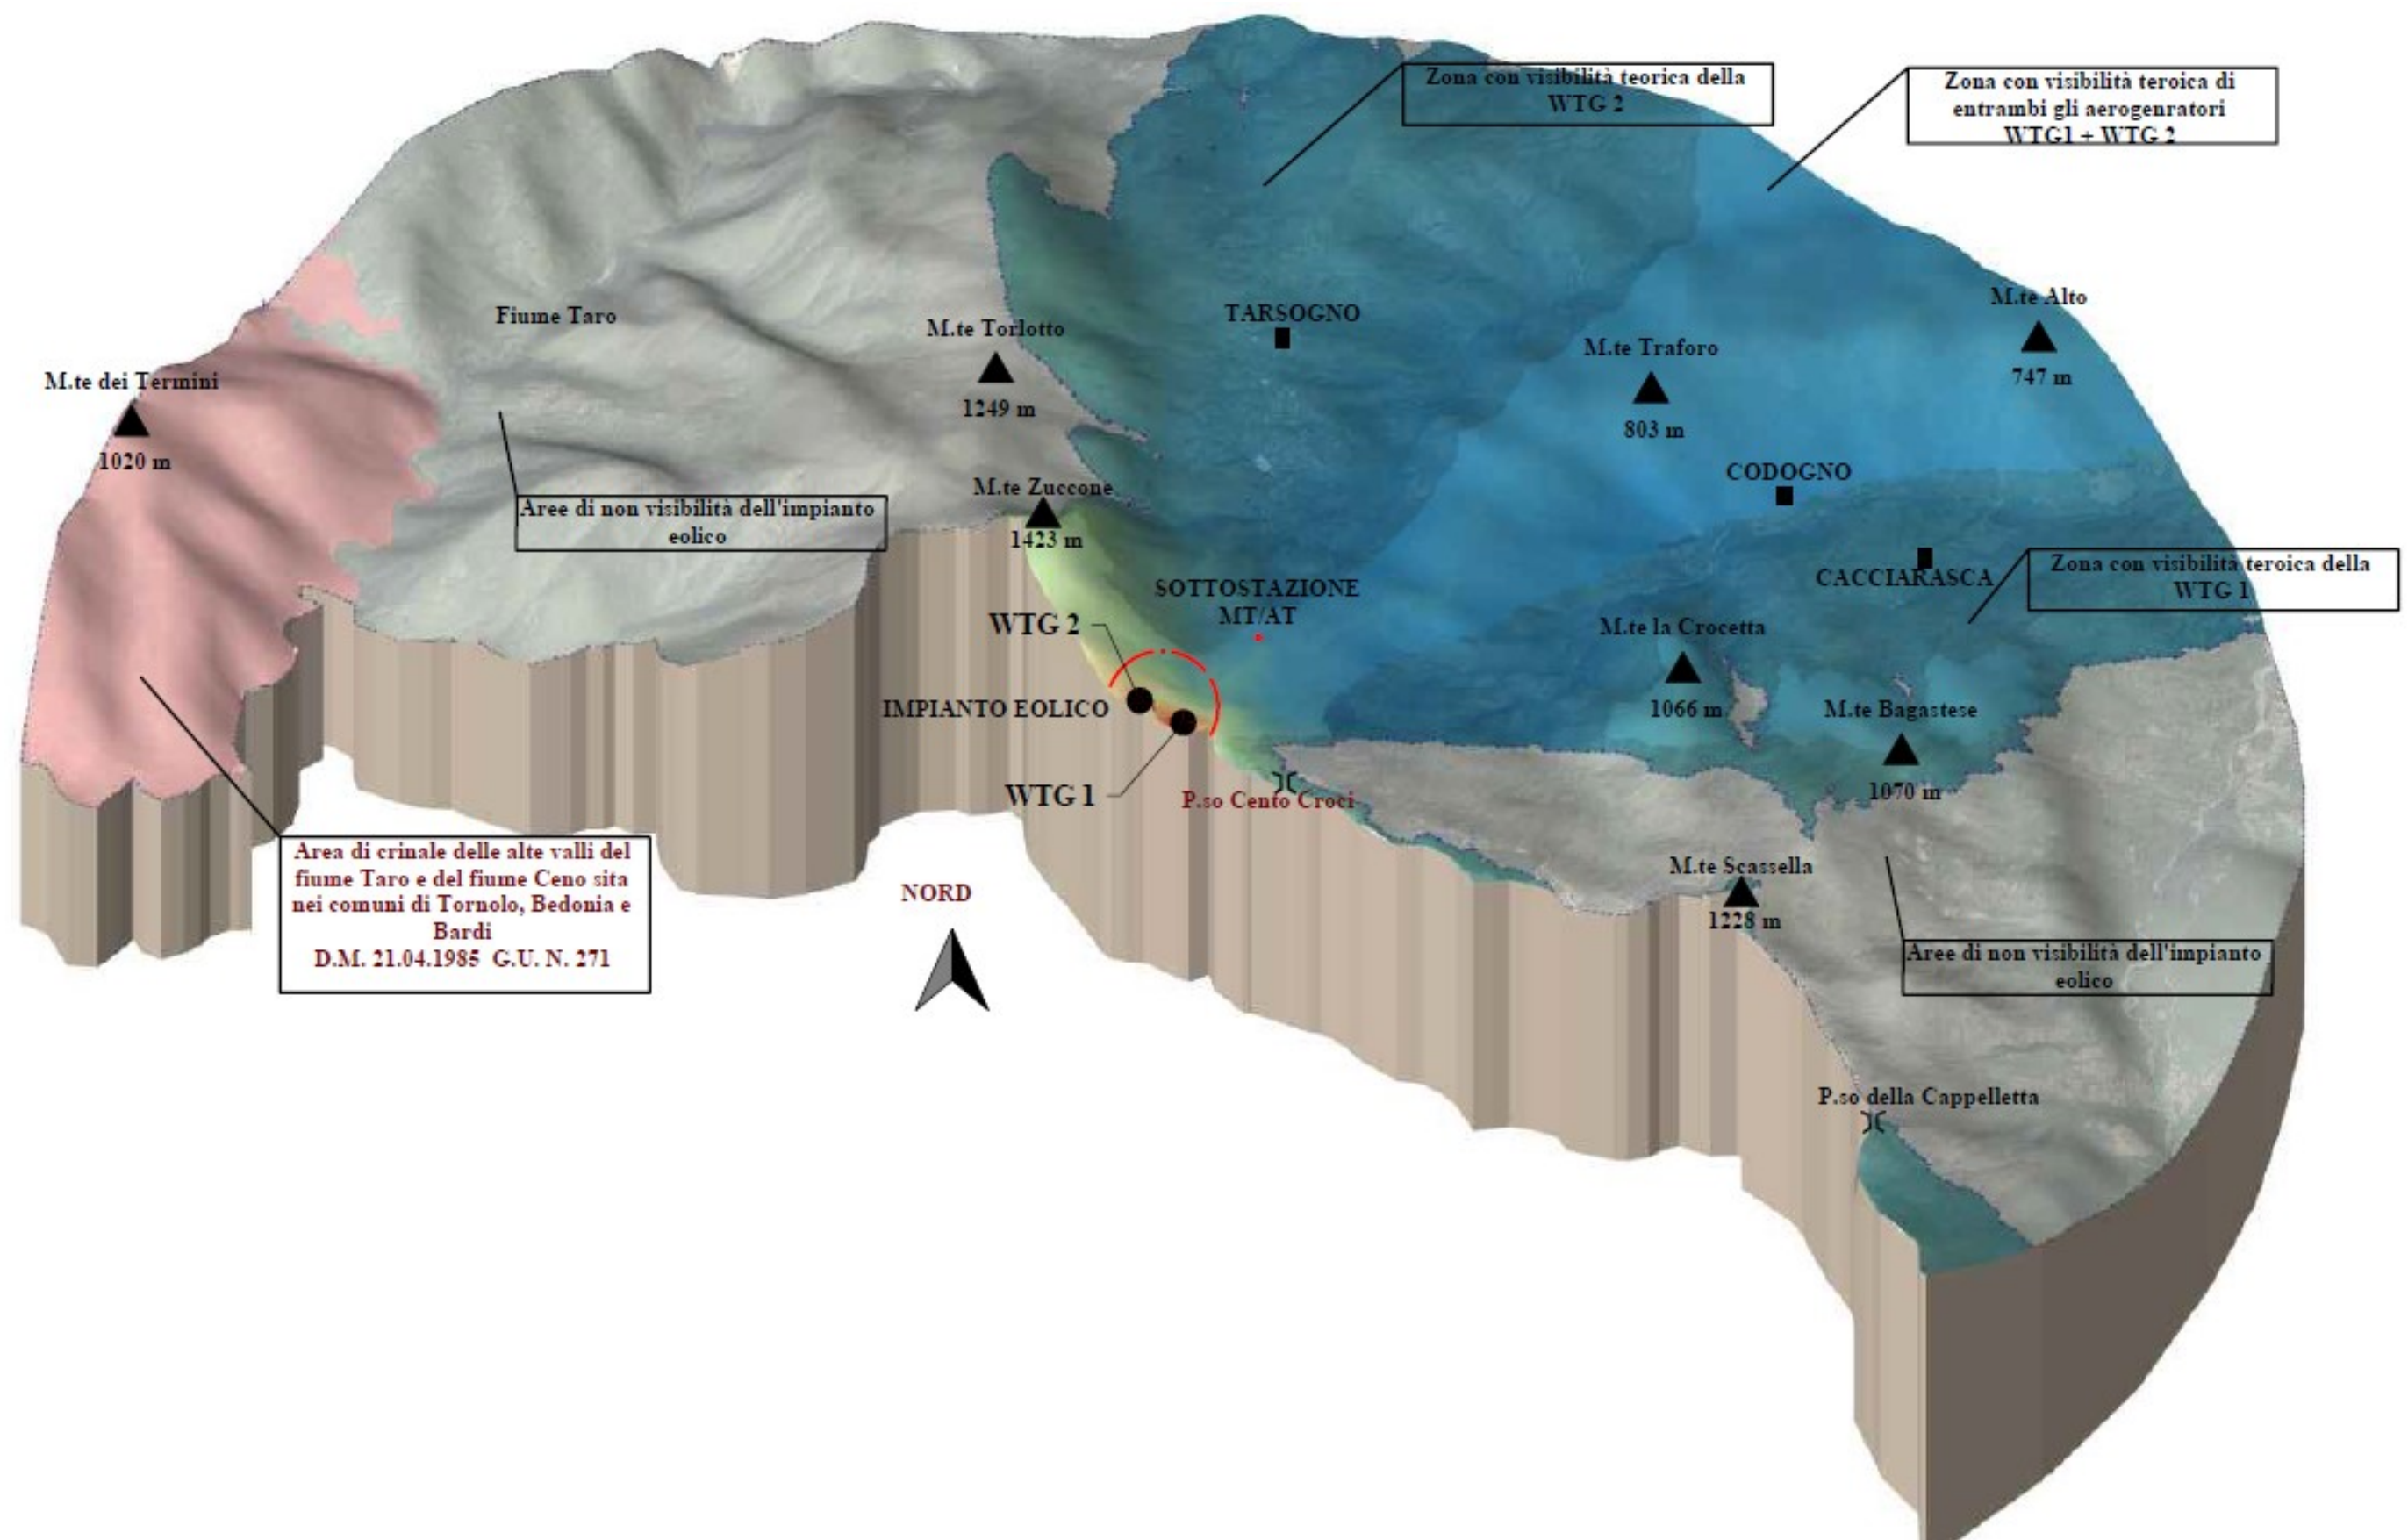 Zona con visibilità teorica della
WTG 2
Zona con visibilità teroica di
entrambi gli aerogenratori
WTG1 + WTG 2
M.te Alto
747 m
Fiume Taro
TARSOGNO
M.te Torlotto
1249 m
M.te Traforo
803 m
M.te dei Termini
1020 m
CODOGNO
M.te Zuccone
1423 m
Aree di non visibilità dell'impianto
eolico
CACCIARASCA
Zona con visibilità teroica della
WTG 1
SOTTOSTAZIONE
MT/AT
WTG 2
M.te la Crocetta
1066 m
IMPIANTO EOLICO
M.te Bagastese
1070 m
WTG 1
P.so Cento Croci
Area di crinale delle alte valli del
fiume Taro e del fiume Ceno sita
nei comuni di Tornolo, Bedonia e
Bardi
D.M. 21.04.1985 G.U. N. 271
NORD
M.te Scassella
1228 m
Aree di non visibilità dell'impianto
eolico
P.so della Cappelletta